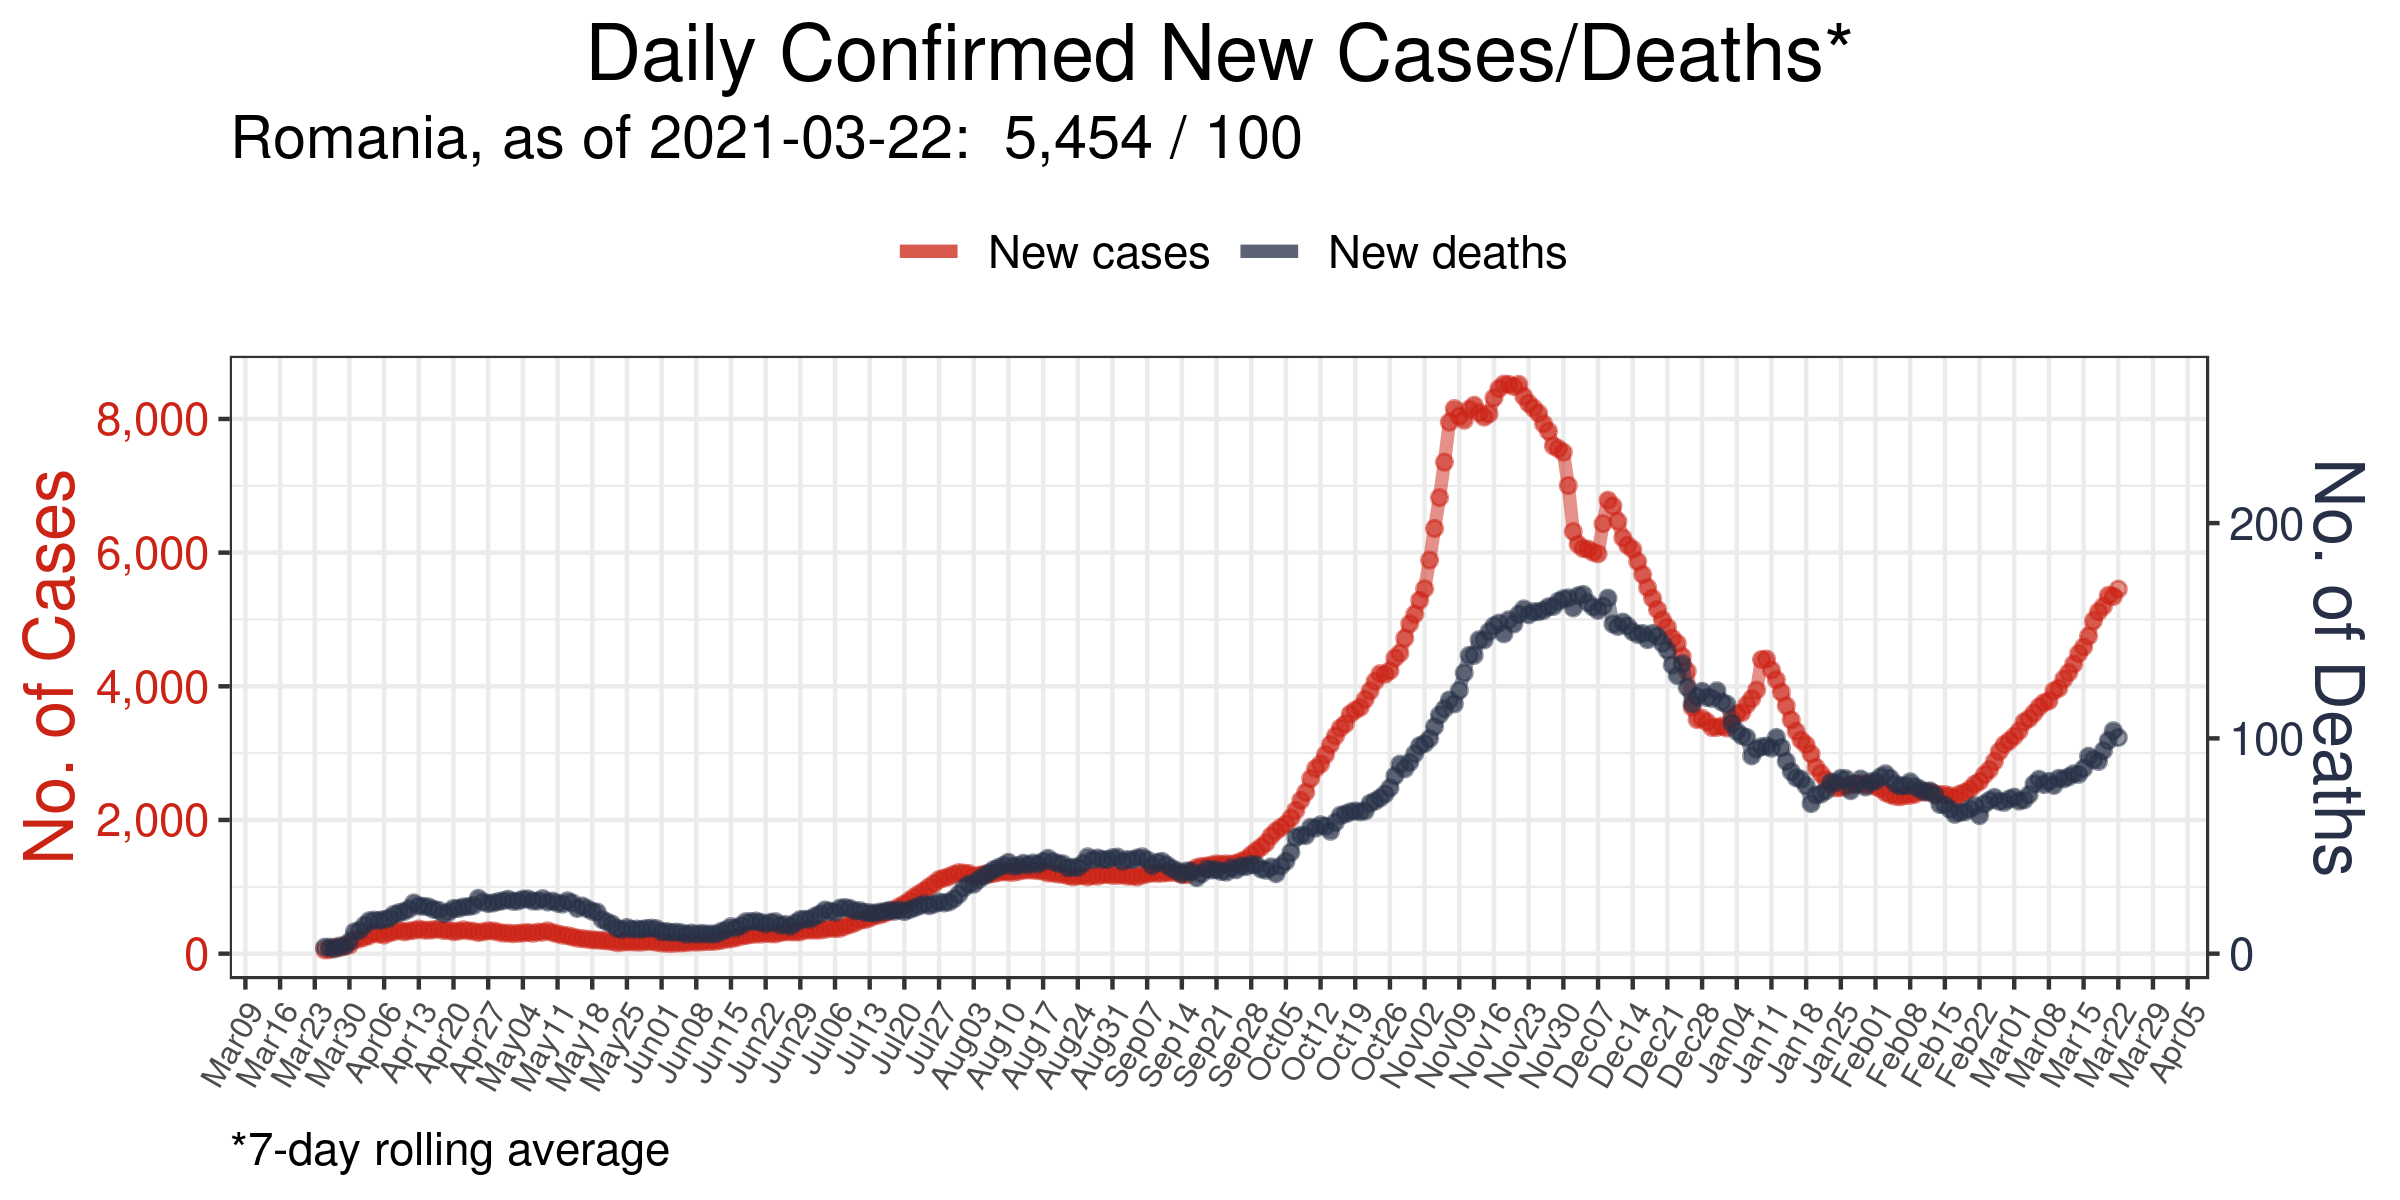 Daily Confirmed New Cases/Deaths*
Romania, as of 2021-03-22:  5,454 / 100
New cases
New deaths
No. of Cases
8,000
6,000
4,000
2,000
0
200
100
0
No. of Deaths
Mar09
Mar16
Mar23
Mar30
Apr06
Apr13
Apr20
Apr27
May04
May11
May18
May25
Jun01
Jun08
Jun15
Jun22
Jun29
Jul06
Jul13
Jul20
Jul27
Aug03
Aug10
Aug17
Aug24
Aug31
Sep07
Sep14
Sep21
Sep28
Oct05
Oct12
Oct19
Oct26
Nov02
Nov09
Nov16
Nov23
Nov30
Dec07
Dec14
Dec21
Dec28
Jan04
Jan11
Jan18
Jan25
Feb01
Feb08
Feb15
Feb22
Mar01
Mar08
Mar15
Mar22
Mar29
Apr05
*7-day rolling average